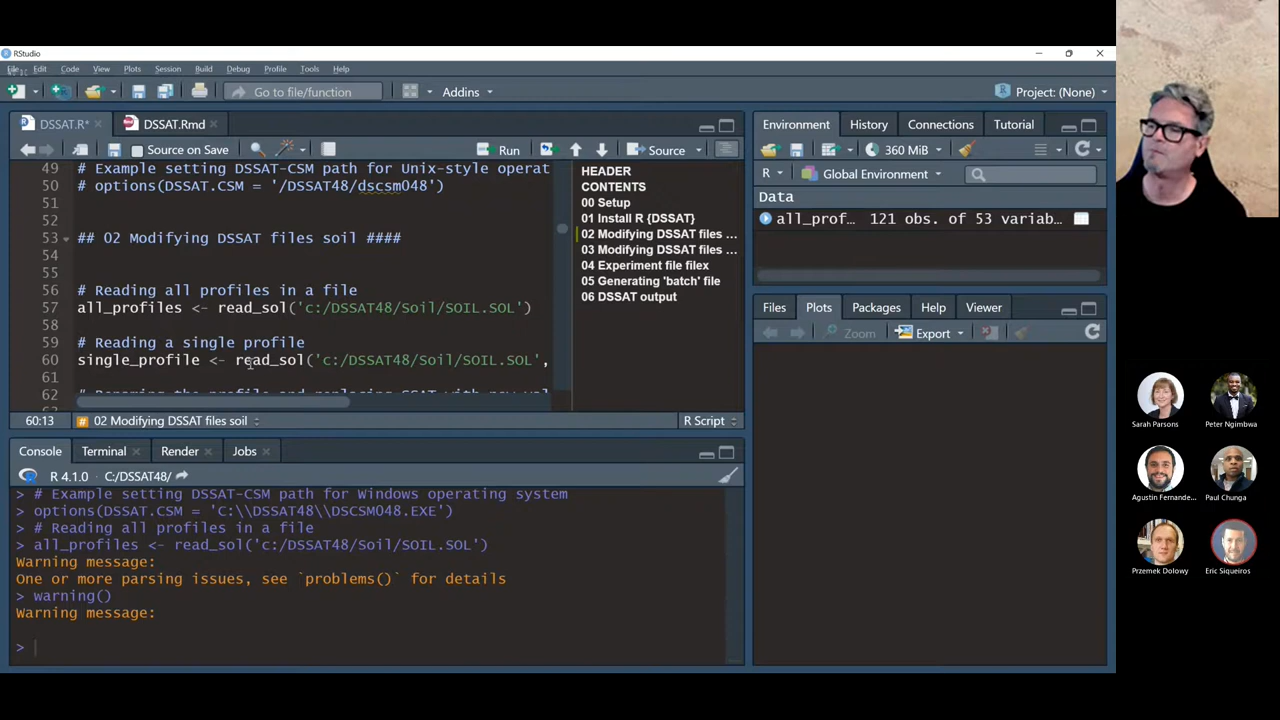 RStudio
File Edit Code View Plots Session Build Debug Profile Tools Help
Go to file/function
Addins
Project: (None)
DSSAT.R*
DSSAT.Rmd
Source on Save
Run
Source
49 # Example setting DSSAT-CSM path for Unix-style operat
50 # options(DSSAT.CSM = '/DSSAT48/dscsm048')
51
52
53 ## 02 Modifying DSSAT files soil ####
54
55
56 # Reading all profiles in a file
57 all_profiles <- read_sol('c:/DSSAT48/Soil/SOIL.SOL')
58
59 # Reading a single profile
60 single_profile <- read_sol('c:/DSSAT48/Soil/SOIL.SOL',
61
62
HEADER
CONTENTS
00 Setup
01 Install R {DSSAT}
02 Modifying DSSAT files ...
03 Modifying DSSAT files ...
04 Experiment file filex
05 Generating 'batch' file
06 DSSAT output
60:13
02 Modifying DSSAT files soil
R Script
Console Terminal Render Jobs
R 4.1.0 · C:/DSSAT48/
> # Example setting DSSAT-CSM path for Windows operating system
> options(DSSAT.CSM = 'C:\\DSSAT48\\DSCSM048.EXE')
> # Reading all profiles in a file
> all_profiles <- read_sol('c:/DSSAT48/Soil/SOIL.SOL')
Warning message:
One or more parsing issues, see `problems()` for details
> warning()
Warning message:
>
Environment History Connections Tutorial
360 MiB
R
Global Environment
Data
all_prof… 121 obs. of 53 variab…
Files Plots Packages Help Viewer
Zoom
Export
Sarah Parsons
Peter Ngimbwa
Agustin Fernande...
Paul Chunga
Przemek Dolowy
Eric Siqueiros